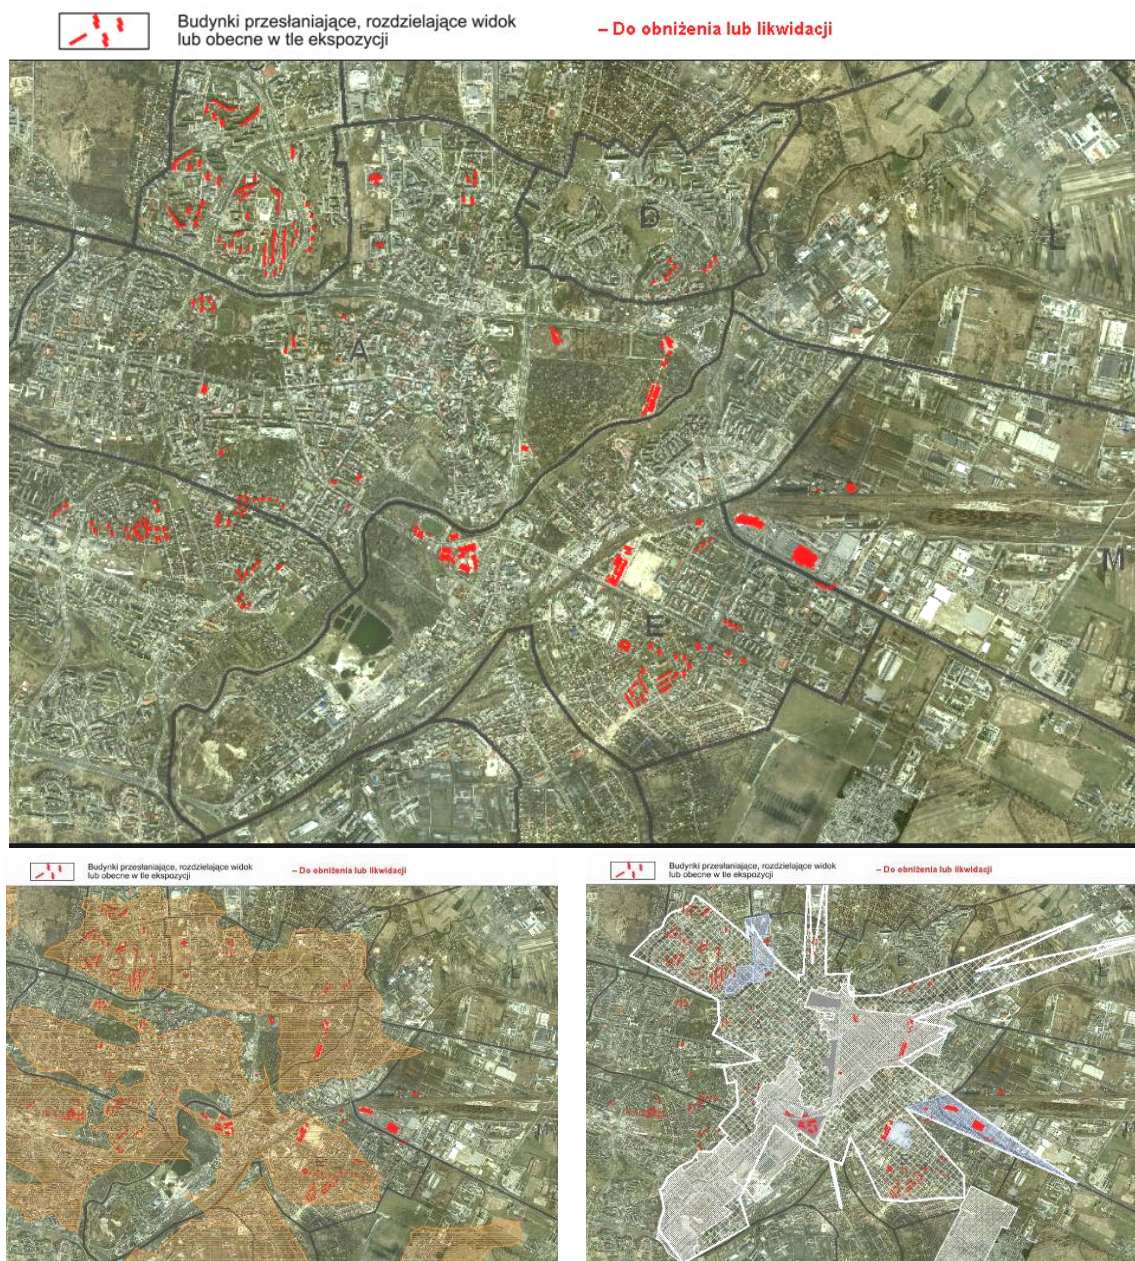 Budynki przesłaniające, rozdzielające widok
lub obecne w tle ekspozycji
– Do obniżenia lub likwidacji
D
L
A
M
E
Budynki przesłaniające, rozdzielające widok
lub obecne w tle ekspozycji
– Do obniżenia lub likwidacji
Budynki przesłaniające, rozdzielające widok
lub obecne w tle ekspozycji
– Do obniżenia lub likwidacji